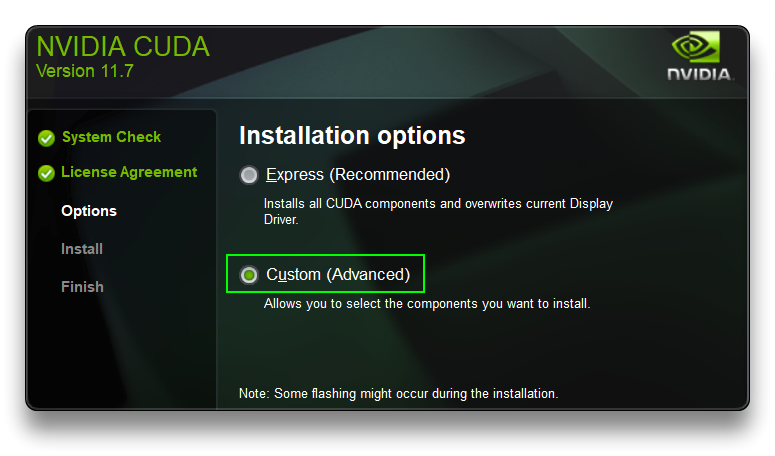 NVIDIA CUDA
Version 11.7
NVIDIA.
System Check
License Agreement
Options
Install
Finish
Installation options
Express (Recommended)
Installs all CUDA components and overwrites current Display
Driver.
Custom (Advanced)
Allows you to select the components you want to install.
Note: Some flashing might occur during the installation.